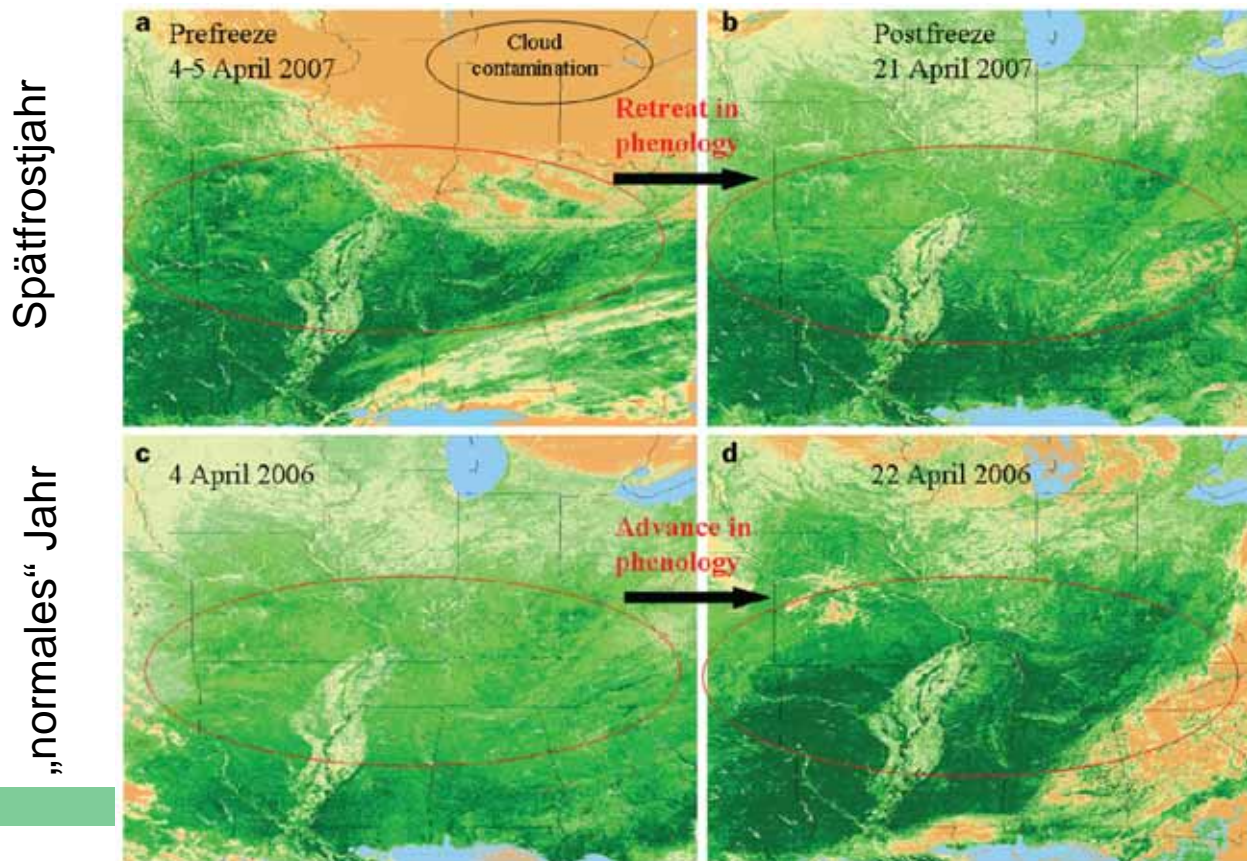 Spätfrostjahr
a
Prefreeze
4–5 April 2007
Cloud
contamination
Retreat in
phenology
b
Postfreeze
21 April 2007
„normales“ Jahr
c
4 April 2006
Advance in
phenology
d
22 April 2006